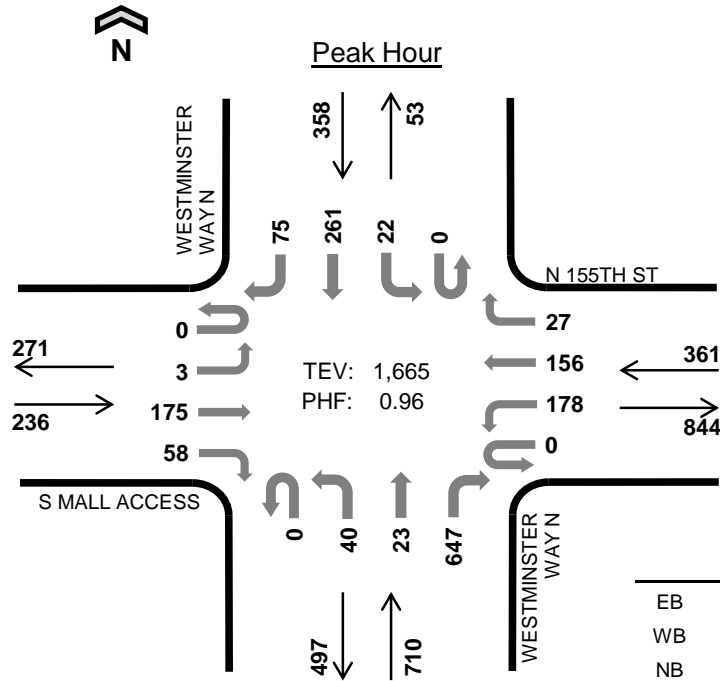 N
Peak Hour
358
53
WESTMINSTER
WAY N
75
261
22
0
N 155TH ST
0
27
271
3
TEV: 1,665
156
361
236
175
PHF: 0.96
178
844
58
0
S MALL ACCESS
0
40
23
647
WESTMINSTER
WAY N
497
710
EB
WB
NB